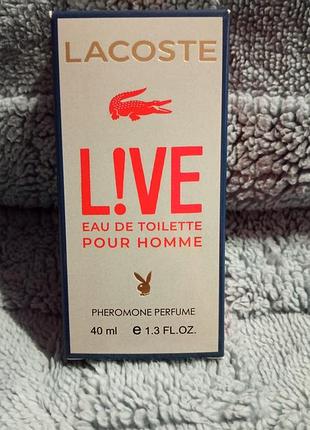 LACOSTE
L!VE
EAU DE TOILETTE
POUR HOMME
PHEROMONE PERFUME
40 ml e 1.3 FL.OZ.